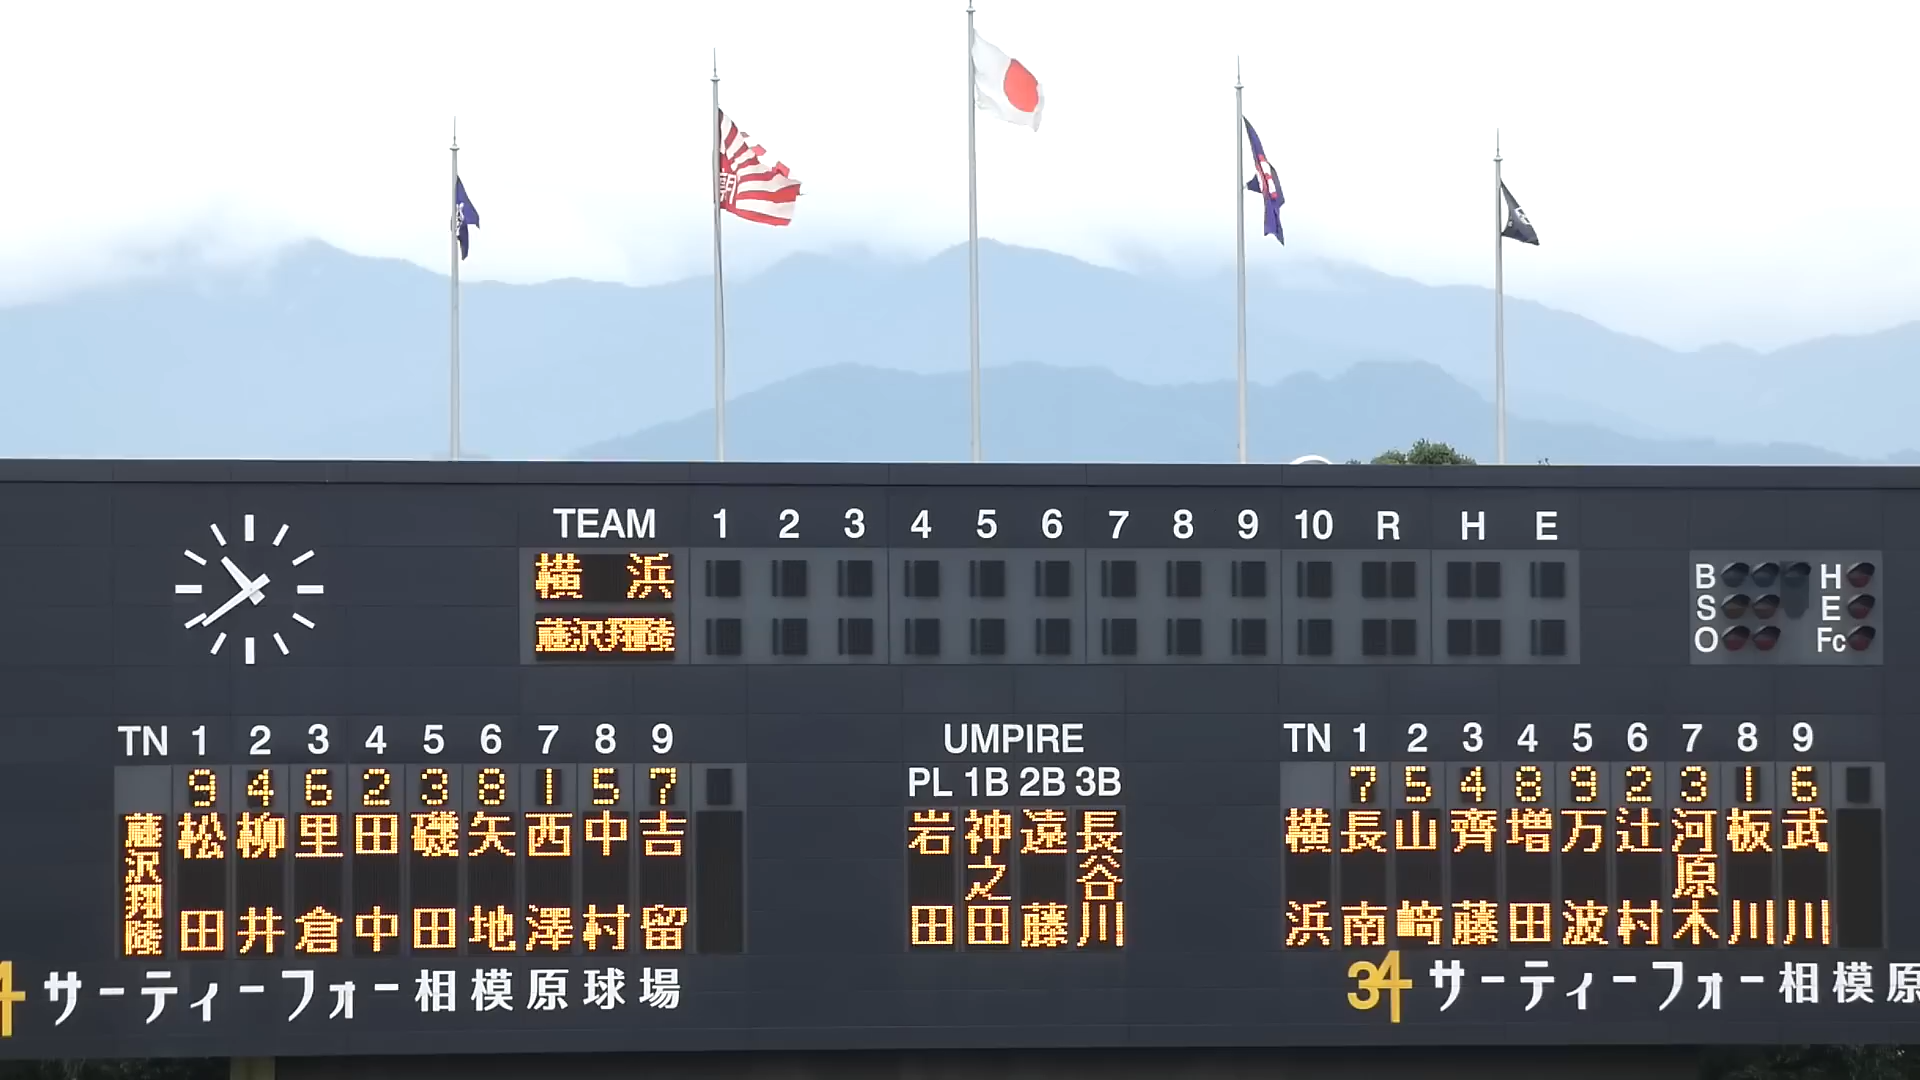 朝
TEAM 1 2 3 4 5 6 7 8 9 10 R H E
横浜
藤沢翔陵
B H
S E
O Fc
TN 1 2 3 4 5 6 7 8 9
9 4 6 2 3 8 1 5 7
藤沢翔陵 松田 柳井 里倉 田中 磯田 矢地 西澤 中村 吉留
UMPIRE
PL 1B 2B 3B
岩田 神之田 遠藤 長谷川
TN 1 2 3 4 5 6 7 8 9
7 5 4 8 9 2 3 1 6
横浜 長南 山﨑 齊藤 増田 万波 辻村 河原木 板川 武川
4 サーティーフォー相模原球場
34 サーティーフォー相模原